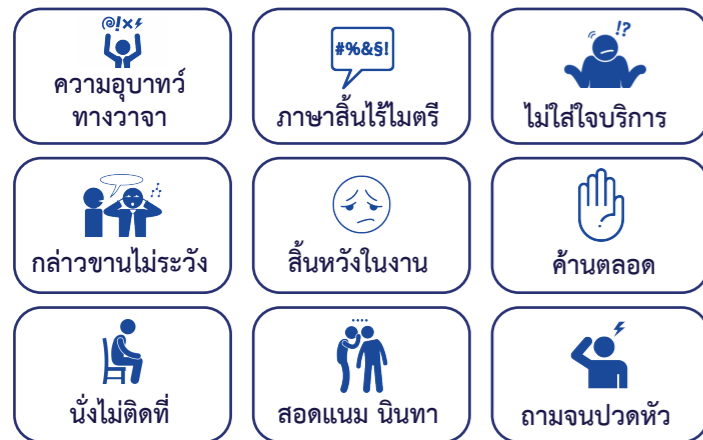 @!x⚡
ความอุบาทว์
ทางวาจา
#%&§!
ภาษาสิ้นไร้ไมตรี
!?
ไม่ใส่ใจบริการ
กล่าวขานไม่ระวัง
สิ้นหวังในงาน
ค้านตลอด
นั่งไม่ติดที่
สอดแนม นินทา
ถามจนปวดหัว